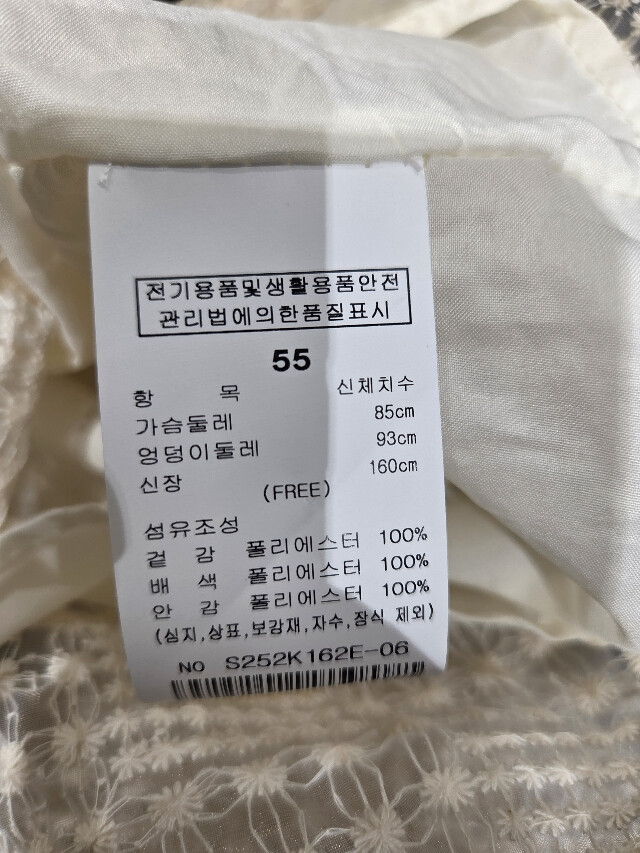 전기용품및생활용품안전
관리법에의한품질표시
55
항 목 신체치수
가슴둘레 85cm
엉덩이둘레 93cm
신장 160cm
(FREE)
섬유조성
겉 감 폴리에스터 100%
배 색 폴리에스터 100%
안 감 폴리에스터 100%
(심지,상표,보강재,자수,장식 제외)
NO S252K162E-06